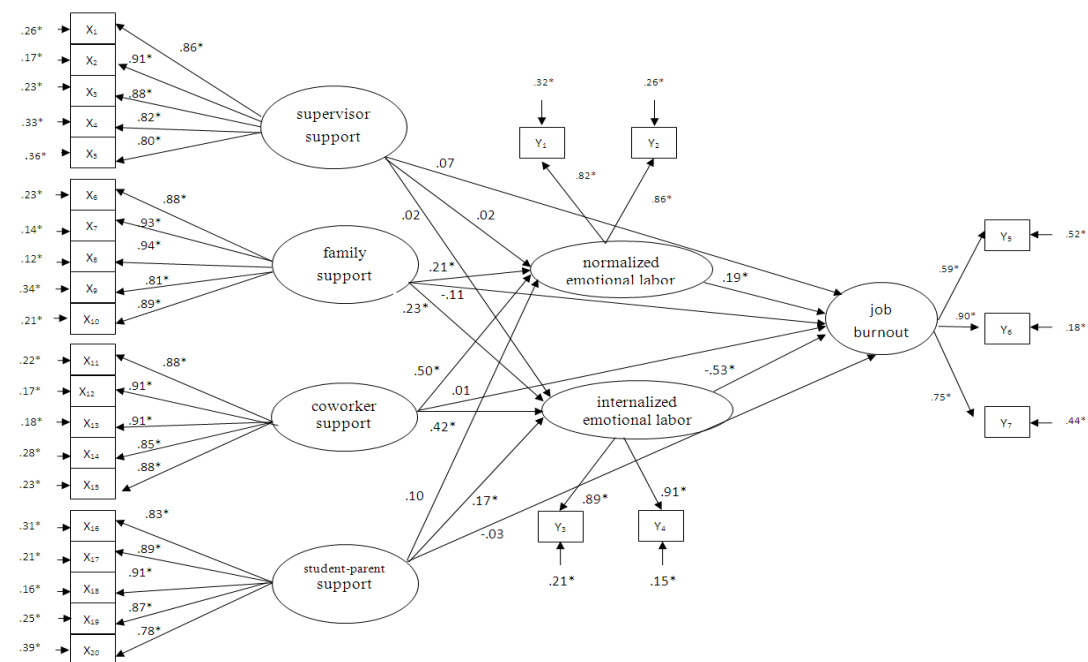 .26*
X₁
.17*
X₂
.23*
X₃
.33*
X₄
.36*
X₅
.86*
.91*
.88*
.82*
.80*
supervisor
support
.23*
X₆
.14*
X₇
.12*
X₈
.34*
X₉
.21*
X₁₀
.88*
.93*
.94*
.81*
.89*
family
support
.22*
X₁₁
.17*
X₁₂
.18*
X₁₃
.28*
X₁₄
.23*
X₁₅
.88*
.91*
.91*
.85*
.88*
coworker
support
.31*
X₁₆
.21*
X₁₇
.16*
X₁₈
.25*
X₁₉
.39*
X₂₀
.83*
.89*
.91*
.87*
.78*
student-parent
support
.07
.02
.02
.21*
-.11
.23*
.50*
.01
.42*
.10
.17*
-.03
.32*
.26*
Y₁
Y₂
.82*
.86*
normalized
emotional labor
.19*
internalized
emotional labor
-.53*
.89*
.91*
Y₃
Y₄
.21*
.15*
job
burnout
.59*
.90*
.75*
Y₅
.52*
Y₆
.18*
Y₇
.44*